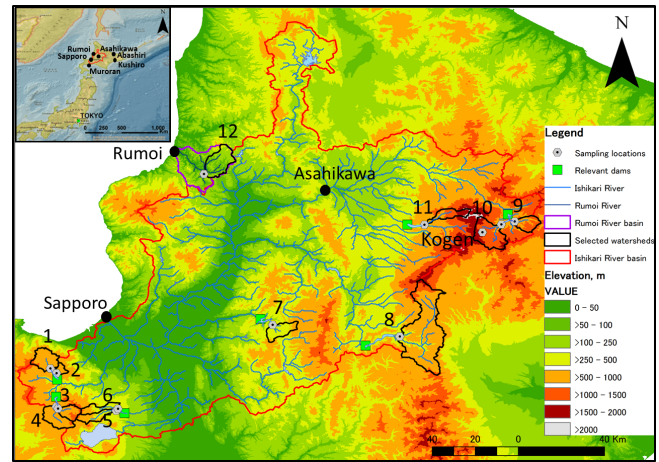 Rumoi
Asahikawa
Sapporo
Abashiri
Kushiro
Muroran
TOKYO
0 250 500 1,000
Km
N
12
Rumoi
Asahikawa
11
10
9
Kogen
Sapporo
7
8
1
2
3
4
6
5
Legend
Sampling locations
Relevant dams
Ishikari River
Rumoi River
Rumoi River basin
Selected watersheds
Ishikari River basin
Elevation, m
VALUE
0 - 50
>50 - 100
>100 - 250
>250 - 500
>500 - 1000
>1000 - 1500
>1500 - 2000
>2000
40 20 0 40 Km